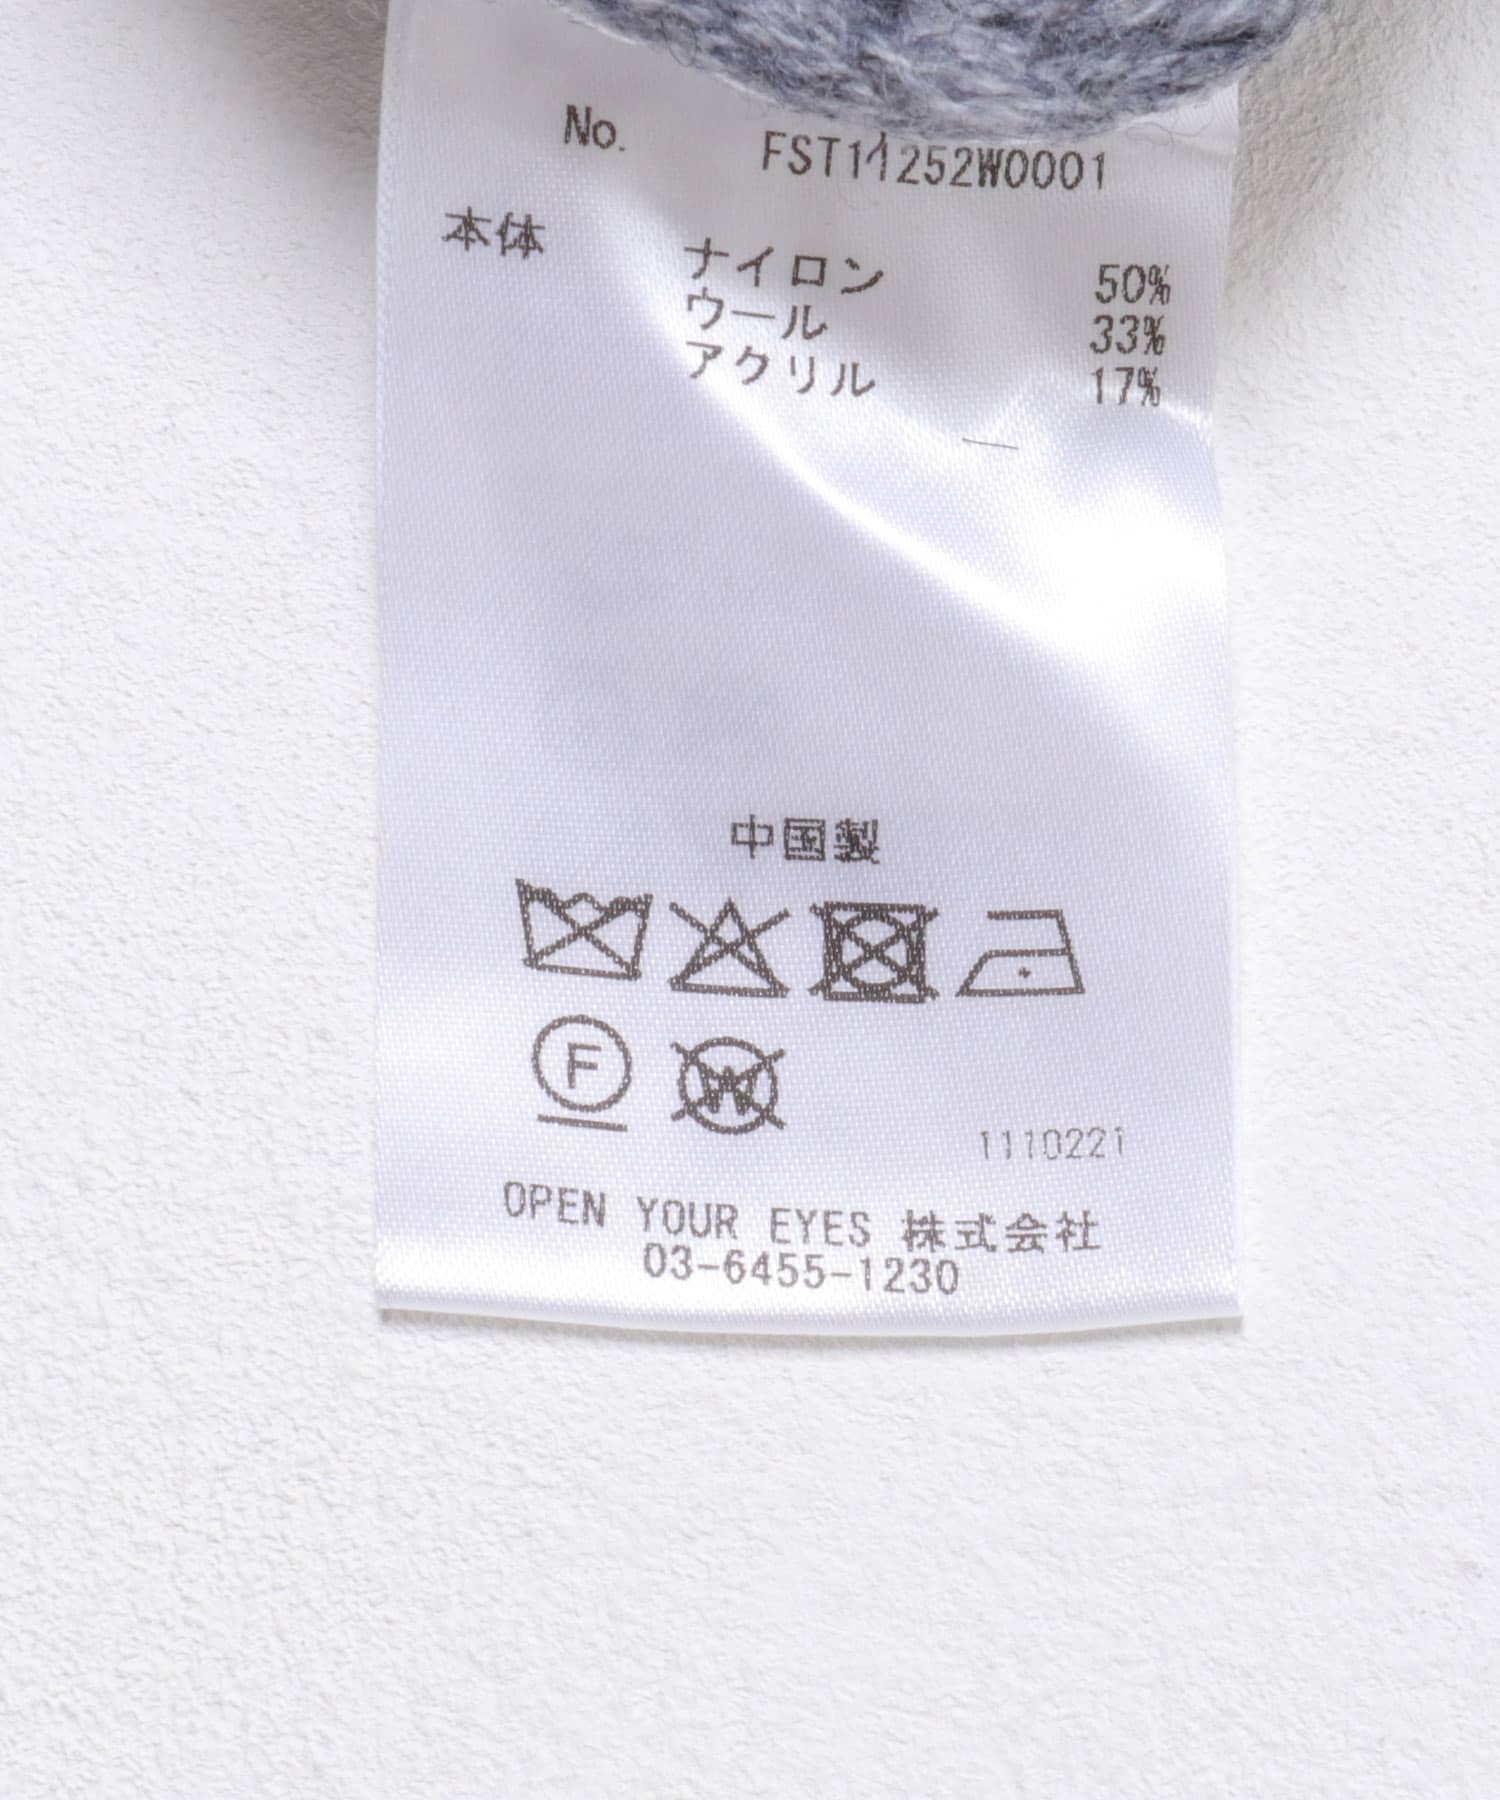 No. FST11252W0001
本体 ナイロン 50%
ウール 33%
アクリル 17%
中国製
F W
1110221
OPEN YOUR EYES 株式会社
03-6455-1230